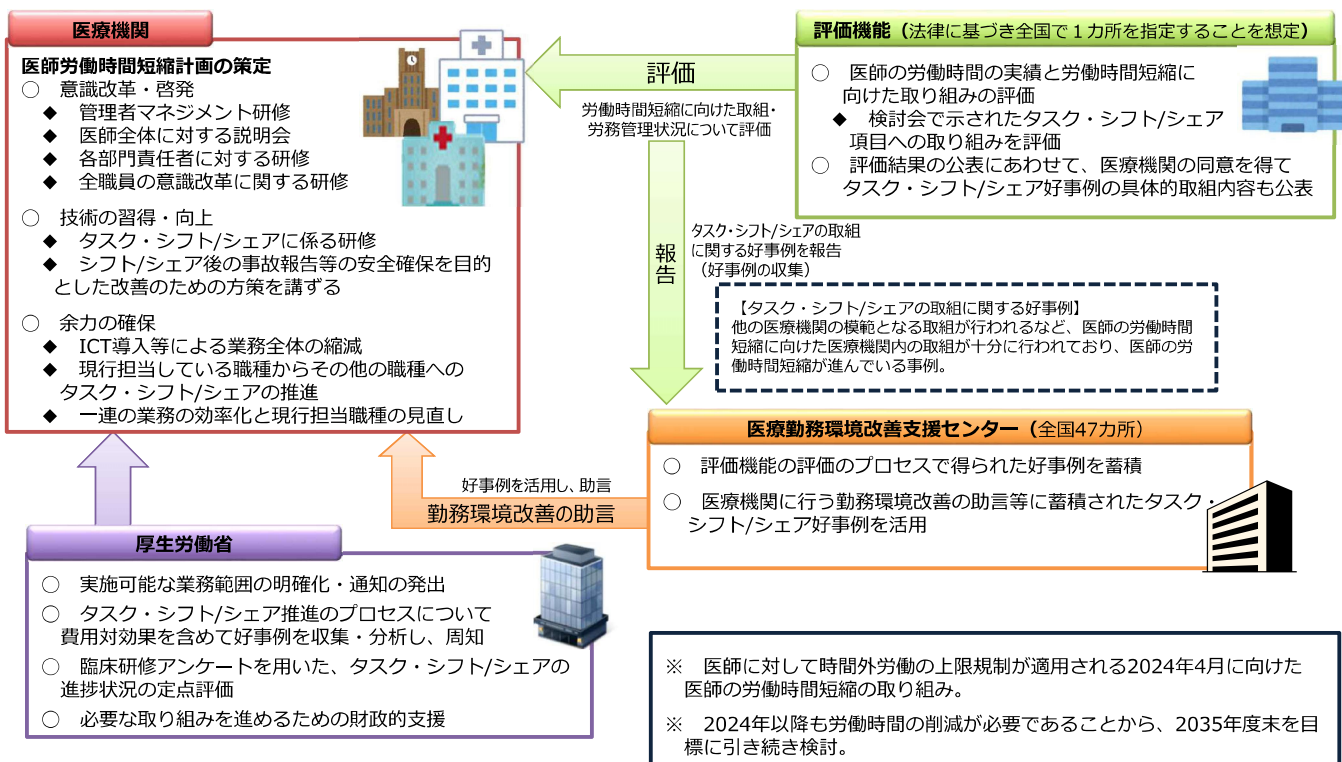 医療機関
医師労働時間短縮計画の策定
○ 意識改革・啓発
◆ 管理者マネジメント研修
◆ 医師全体に対する説明会
◆ 各部門責任者に対する研修
◆ 全職員の意識改革に関する研修
○ 技術の習得・向上
◆ タスク・シフト/シェアに係る研修
◆ シフト/シェア後の事故報告等の安全確保を目的
とした改善のための方策を講ずる
○ 余力の確保
◆ ICT導入等による業務全体の縮減
◆ 現行担当している職種からその他の職種への
タスク・シフト/シェアの推進
◆ 一連の業務の効率化と現行担当職種の見直し
評価
労働時間短縮に向けた取組・
労務管理状況について評価
評価機能（法律に基づき全国で１カ所を指定することを想定）
○ 医師の労働時間の実績と労働時間短縮に
向けた取り組みの評価
◆ 検討会で示されたタスク・シフト/シェア
項目への取り組みを評価
○ 評価結果の公表にあわせて、医療機関の同意を得て
タスク・シフト/シェア好事例の具体的取組内容も公表
報告
タスク・シフト/シェアの取組
に関する好事例を報告
（好事例の収集）
【タスク・シフト/シェアの取組に関する好事例】
他の医療機関の模範となる取組が行われるなど、医師の労働時間
短縮に向けた医療機関内の取組が十分に行われており、医師の労
働時間短縮が進んでいる事例。
医療勤務環境改善支援センター（全国47カ所）
○ 評価機能の評価のプロセスで得られた好事例を蓄積
○ 医療機関に行う勤務環境改善の助言等に蓄積されたタスク・
シフト/シェア好事例を活用
好事例を活用し、助言
勤務環境改善の助言
厚生労働省
○ 実施可能な業務範囲の明確化・通知の発出
○ タスク・シフト/シェア推進のプロセスについて
費用対効果を含めて好事例を収集・分析し、周知
○ 臨床研修アンケートを用いた、タスク・シフト/シェアの
進捗状況の定点評価
○ 必要な取り組みを進めるための財政的支援
※ 医師に対して時間外労働の上限規制が適用される2024年4月に向けた
医師の労働時間短縮の取り組み。
※ 2024年以降も労働時間の削減が必要であることから、2035年度末を目
標に引き続き検討。